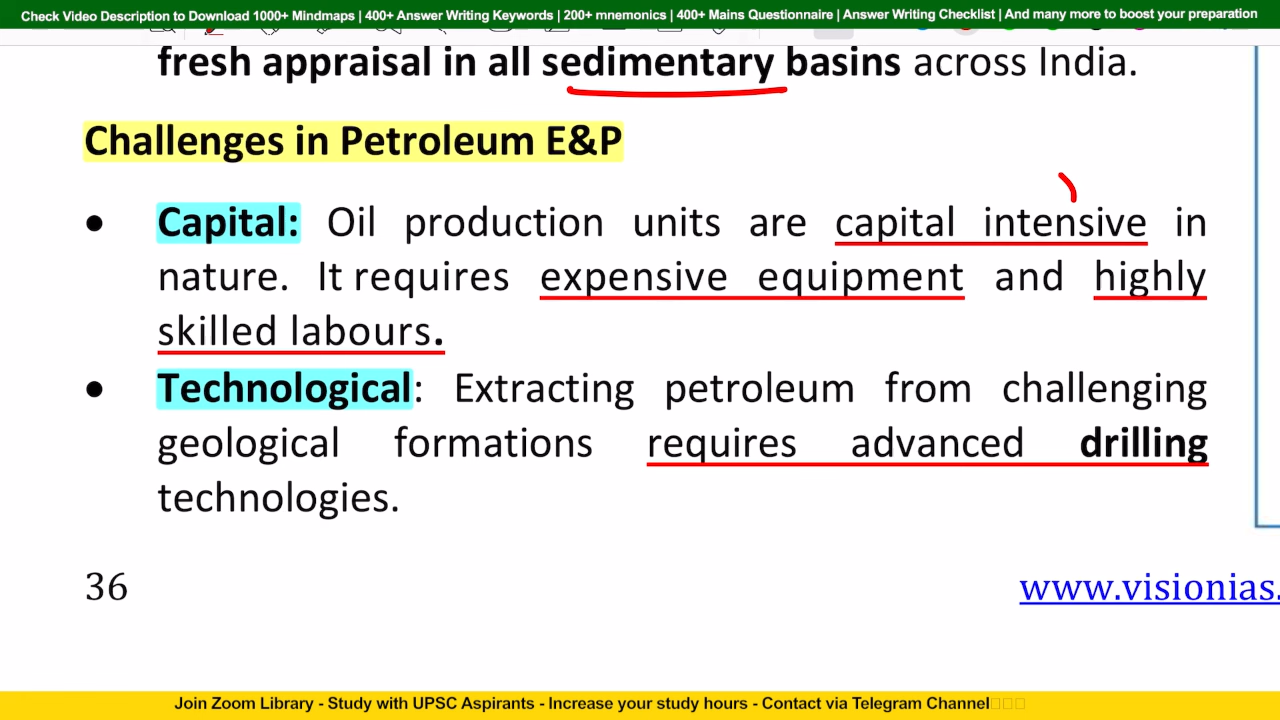 Check Video Description to Download 1000+ Mindmaps | 400+ Answer Writing Keywords | 200+ mnemonics | 400+ Mains Questionnaire | Answer Writing Checklist | And many more to boost your preparation
fresh appraisal in all sedimentary basins across India.
Challenges in Petroleum E&P
• Capital: Oil production units are capital intensive in
nature. It requires expensive equipment and highly
skilled labours.
• Technological: Extracting petroleum from challenging
geological formations requires advanced drilling
technologies.
36
www.visionias.
Join Zoom Library - Study with UPSC Aspirants - Increase your study hours - Contact via Telegram Channel